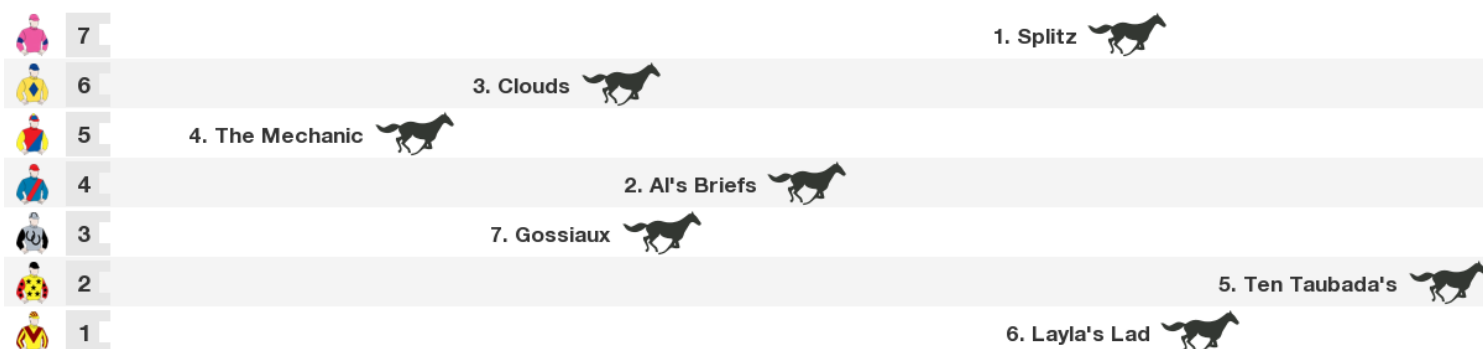 7 1. Splitz
6 3. Clouds
5 4. The Mechanic
4 2. Al's Briefs
3 7. Gossiaux
2 5. Ten Taubada's
1 6. Layla's Lad